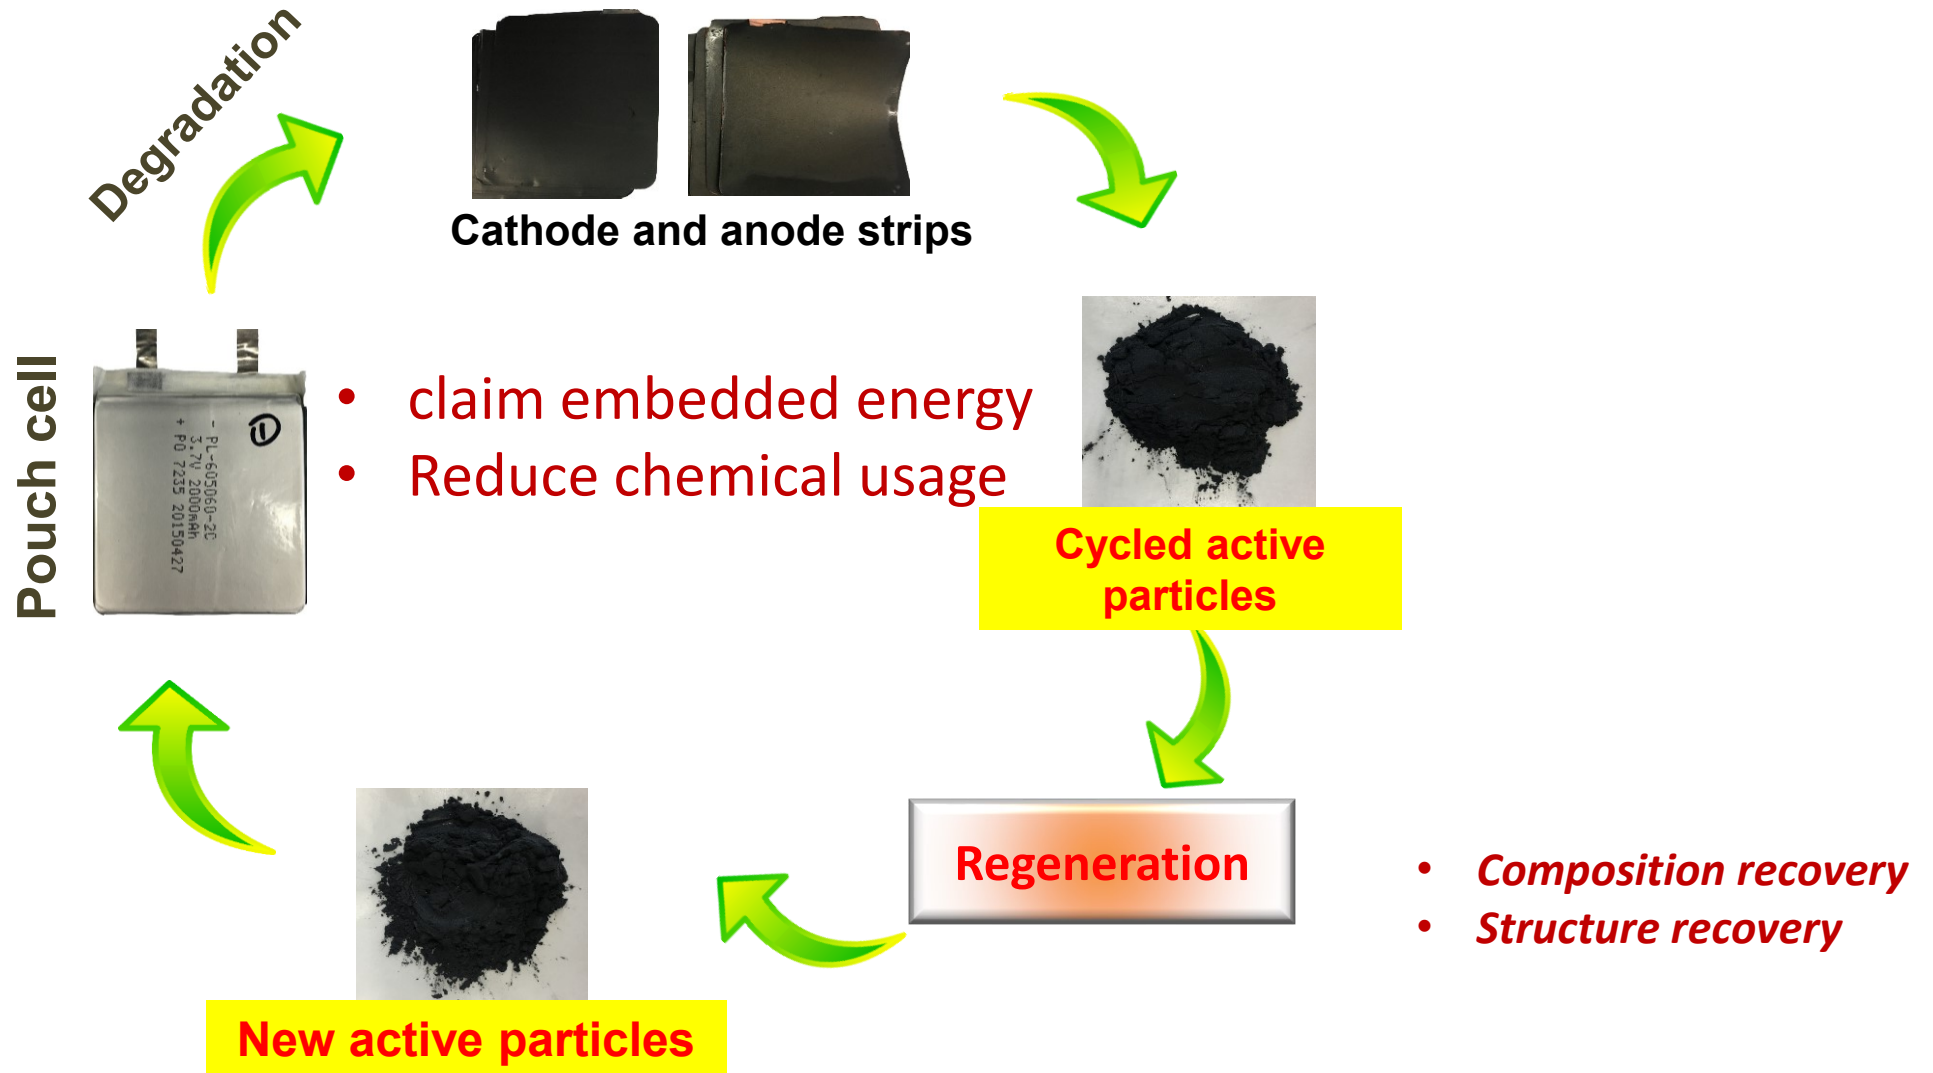 Degradation
Cathode and anode strips
Pouch cell
- PL-605060-2C
3.7V 2000mAh
+ P0 7235 20150427
• claim embedded energy
• Reduce chemical usage
Cycled active
particles
Regeneration
• Composition recovery
• Structure recovery
New active particles